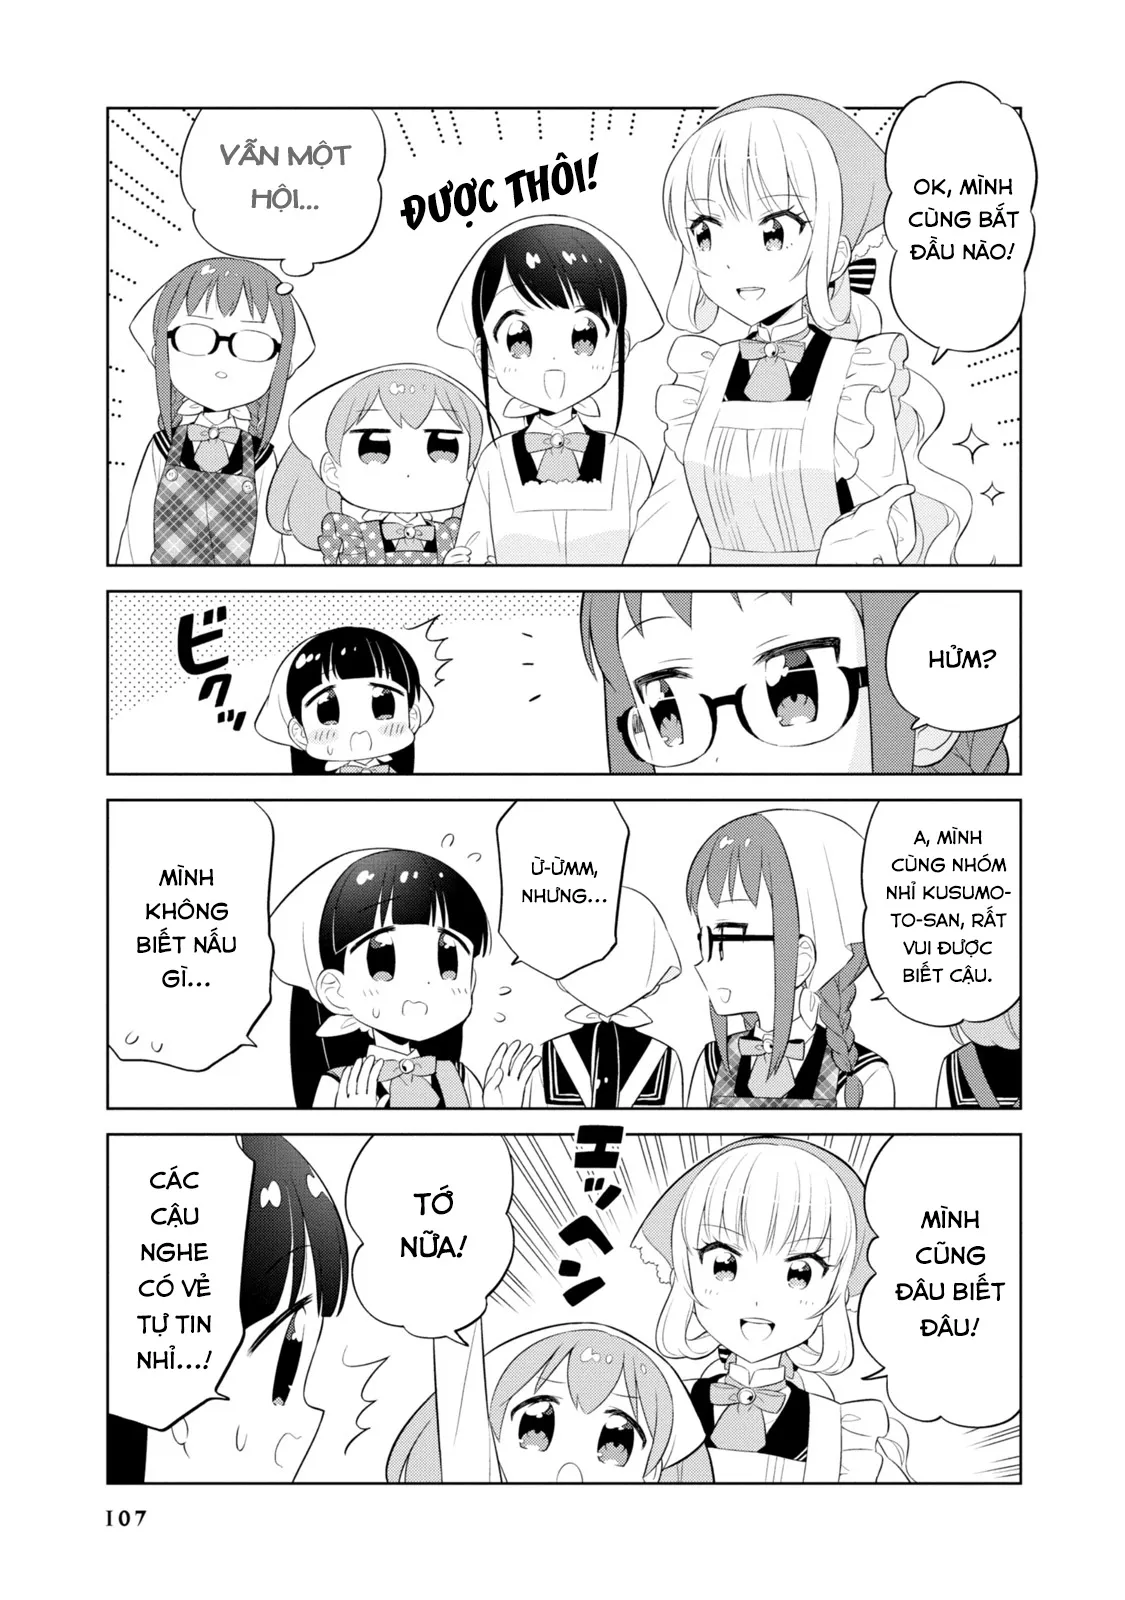 OK, MÌNH
CÙNG BẮT
ĐẦU NÀO!
ĐƯỢC THÔI!
VẪN MỘT
HỘI...
HỬM?
ビクッ
A, MÌNH
CÙNG NHÓM
NHỈ KUSUMO-
TO-SAN, RẤT
VUI ĐƯỢC
BIẾT CẬU.
Ừ-ỪMM,
NHƯNG...
MÌNH
KHÔNG
BIẾT NẤU
GÌ...
MÌNH
CŨNG
ĐÂU BIẾT
ĐÂU!
エヘンッ
TỚ
NỮA!
CÁC
CẬU
NGHE
CÓ VẺ
TỰ TIN
NHỈ...!
107